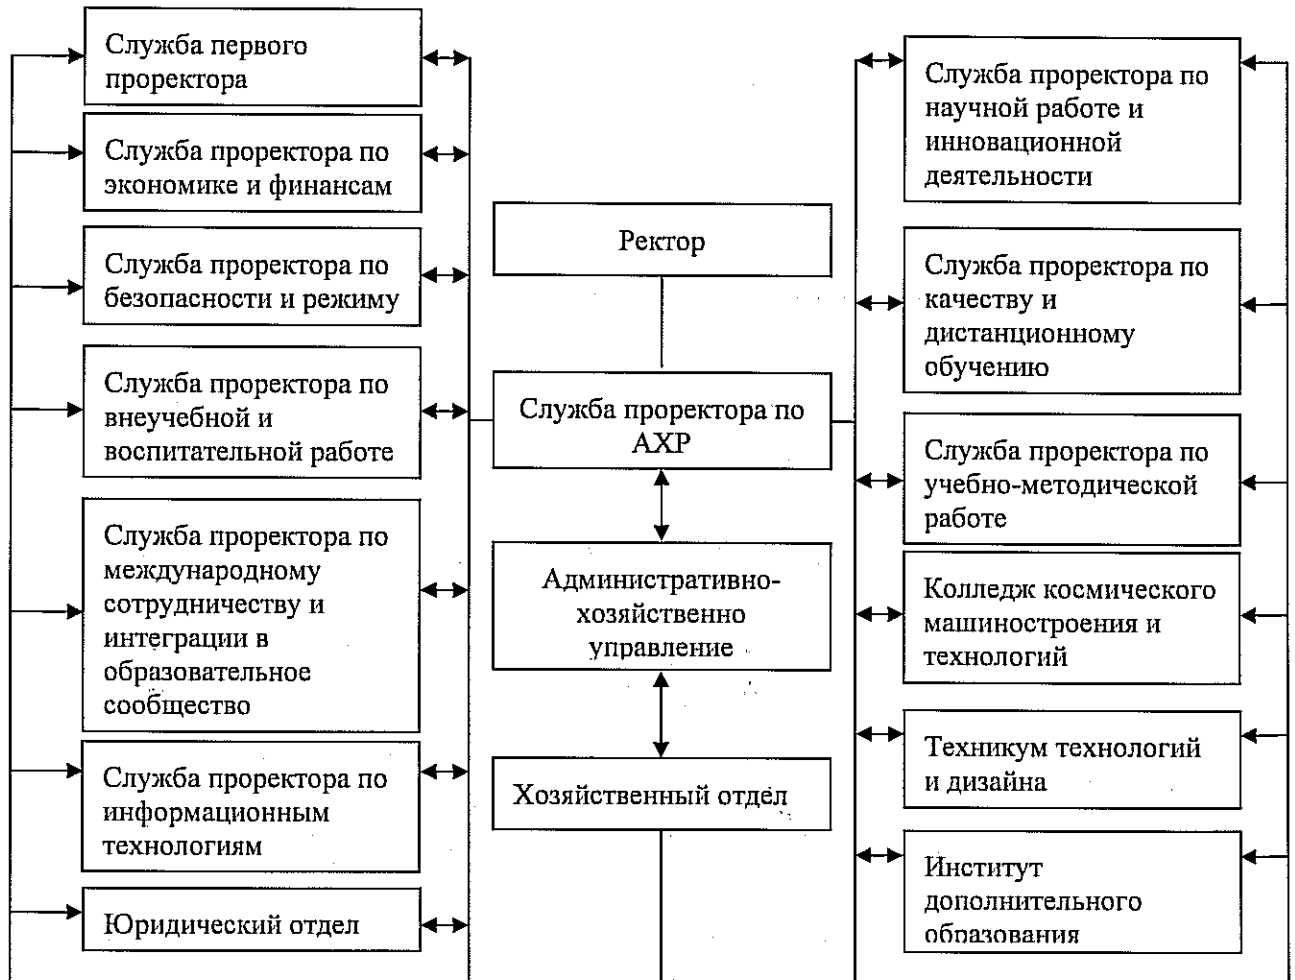 Служба первого
проректора
Служба проректора по
экономике и финансам
Служба проректора по
безопасности и режиму
Служба проректора по
внеучебной и
воспитательной работе
Служба проректора по
международному
сотрудничеству и
интеграции в
образовательное
сообщество
Служба проректора по
информационным
технологиям
Юридический отдел
Ректор
Служба проректора по
АХР
Административно-
хозяйственно
управление
Хозяйственный отдел
Служба проректора по
научной работе и
инновационной
деятельности
Служба проректора по
качеству и
дистанционному
обучению
Служба проректора по
учебно-методической
работе
Колледж космического
машиностроения и
технологий
Техникум технологий
и дизайна
Институт
дополнительного
образования